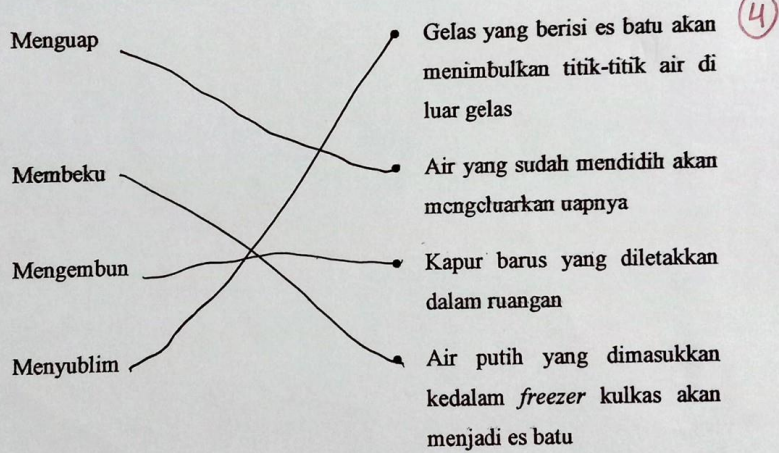 Menguap
Membeku
Mengembun
Menyublim
4
Gelas yang berisi es batu akan
menimbulkan titik-titik air di
luar gelas
Air yang sudah mendidih akan
mengeluarkan uapnya
Kapur barus yang diletakkan
dalam ruangan
Air putih yang dimasukkan
kedalam freezer kulkas akan
menjadi es batu